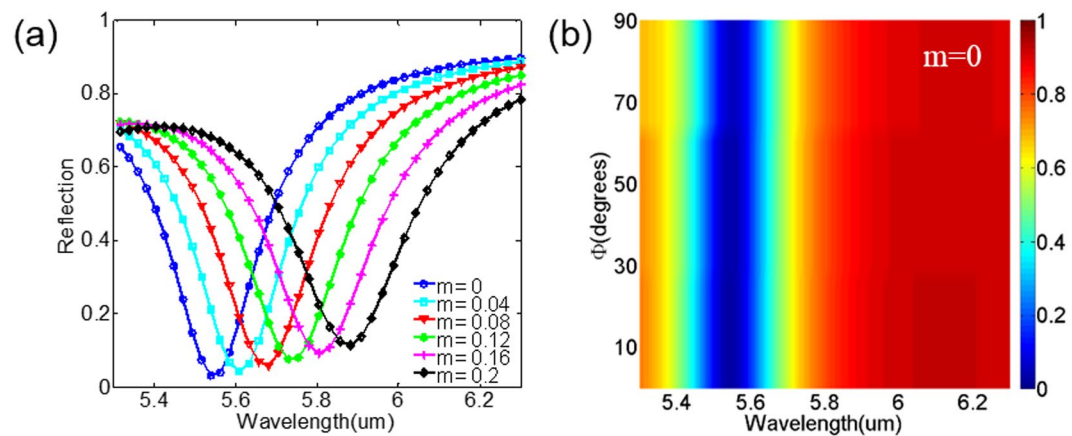 (a)
Reflection
1
0.8
0.6
0.4
0.2
0
m=0
m=0.04
m=0.08
m=0.12
m=0.16
m=0.2
5.4
5.6
5.8
6
6.2
Wavelength(um)
(b)
Φ(degrees)
90
70
50
30
10
m=0
5.4
5.6
5.8
6
6.2
Wavelength(um)
1
0.8
0.6
0.4
0.2
0